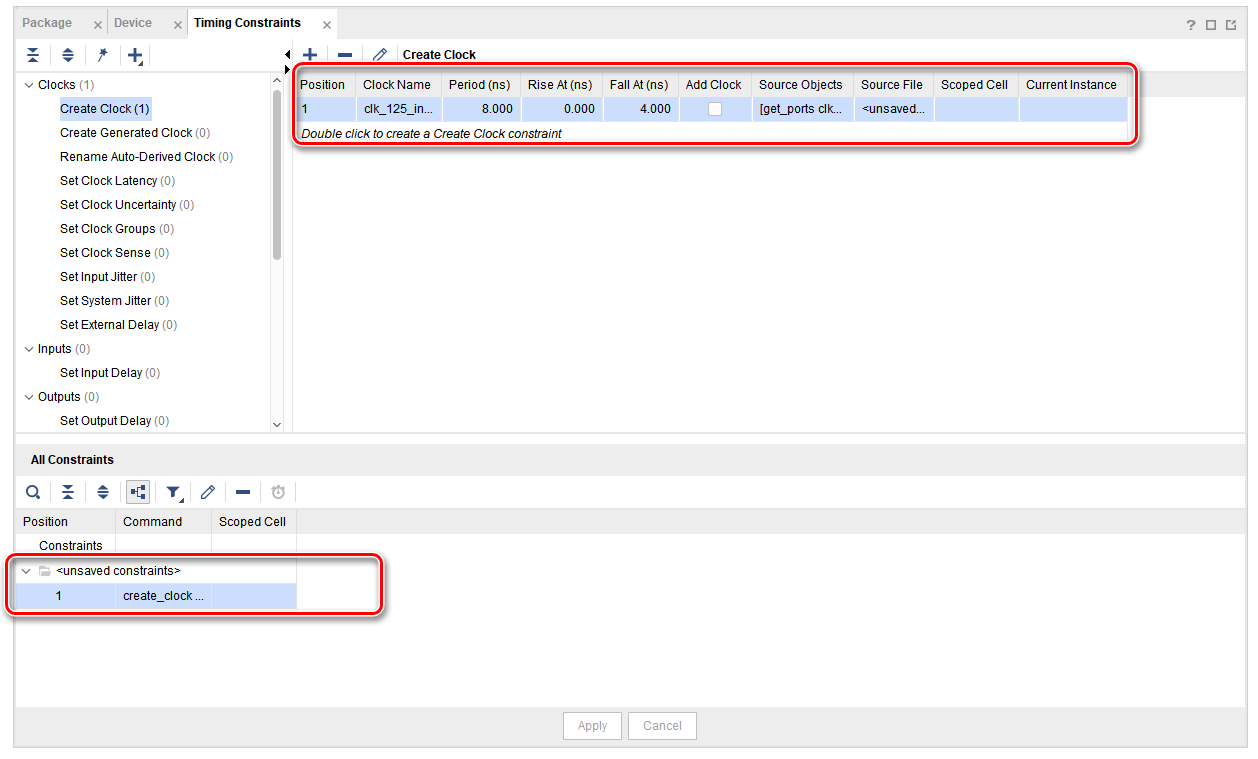 Package
Device
Timing Constraints
?
Create Clock
Clocks (1)
Create Clock (1)
Create Generated Clock (0)
Rename Auto-Derived Clock (0)
Set Clock Latency (0)
Set Clock Uncertainty (0)
Set Clock Groups (0)
Set Clock Sense (0)
Set Input Jitter (0)
Set System Jitter (0)
Set External Delay (0)
Inputs (0)
Set Input Delay (0)
Outputs (0)
Set Output Delay (0)
Position Clock Name Period (ns) Rise At (ns) Fall At (ns) Add Clock Source Objects Source File Scoped Cell Current Instance
1 clk_125_in... 8.000 0.000 4.000 [get_ports clk... <unsaved...
Double click to create a Create Clock constraint
All Constraints
Position Command Scoped Cell
Constraints
<unsaved constraints>
1 create_clock ...
Apply
Cancel